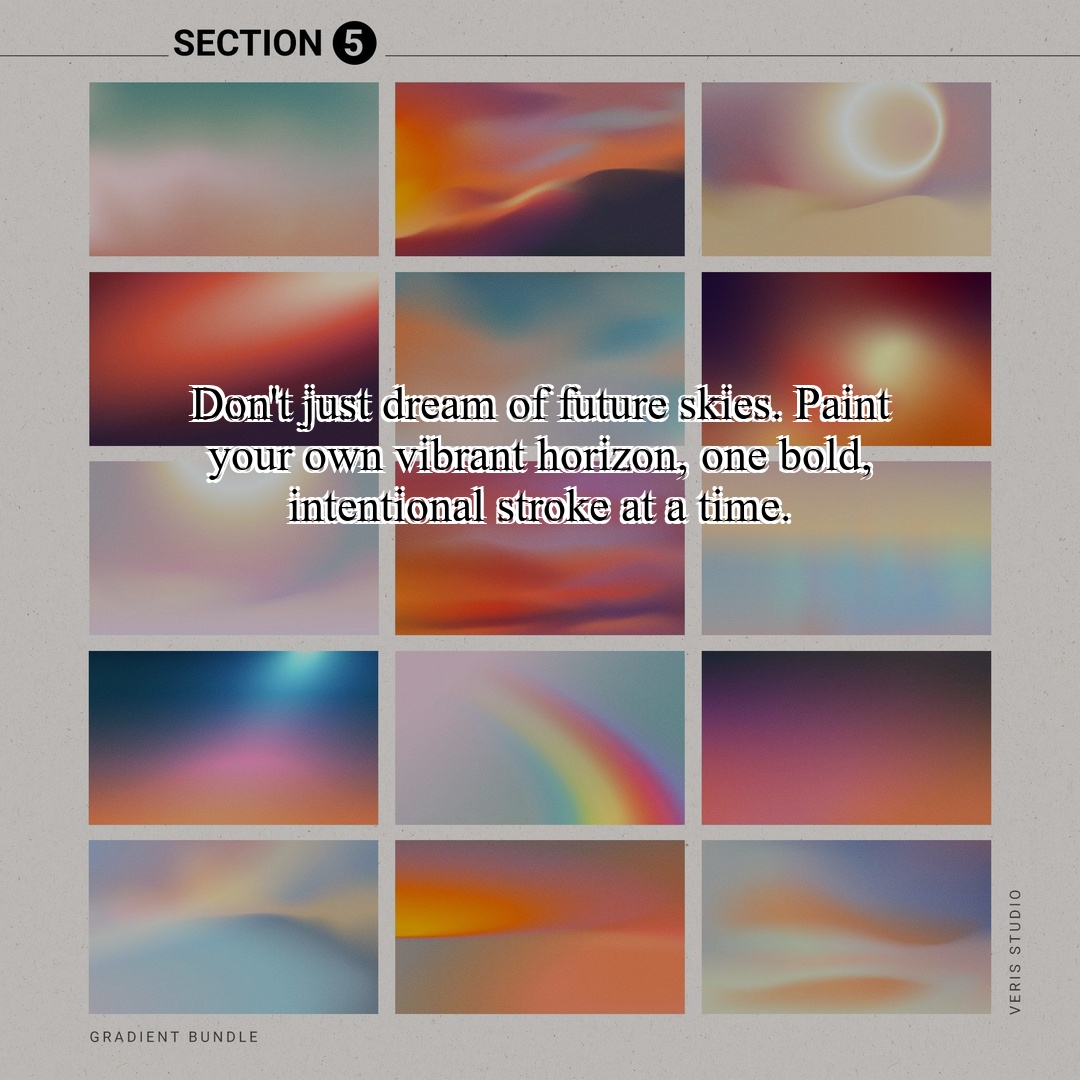 SECTION 5
Don't just dream of future skies. Paint
your own vibrant horizon, one bold,
intentional stroke at a time.
VERIS STUDIO
GRADIENT BUNDLE